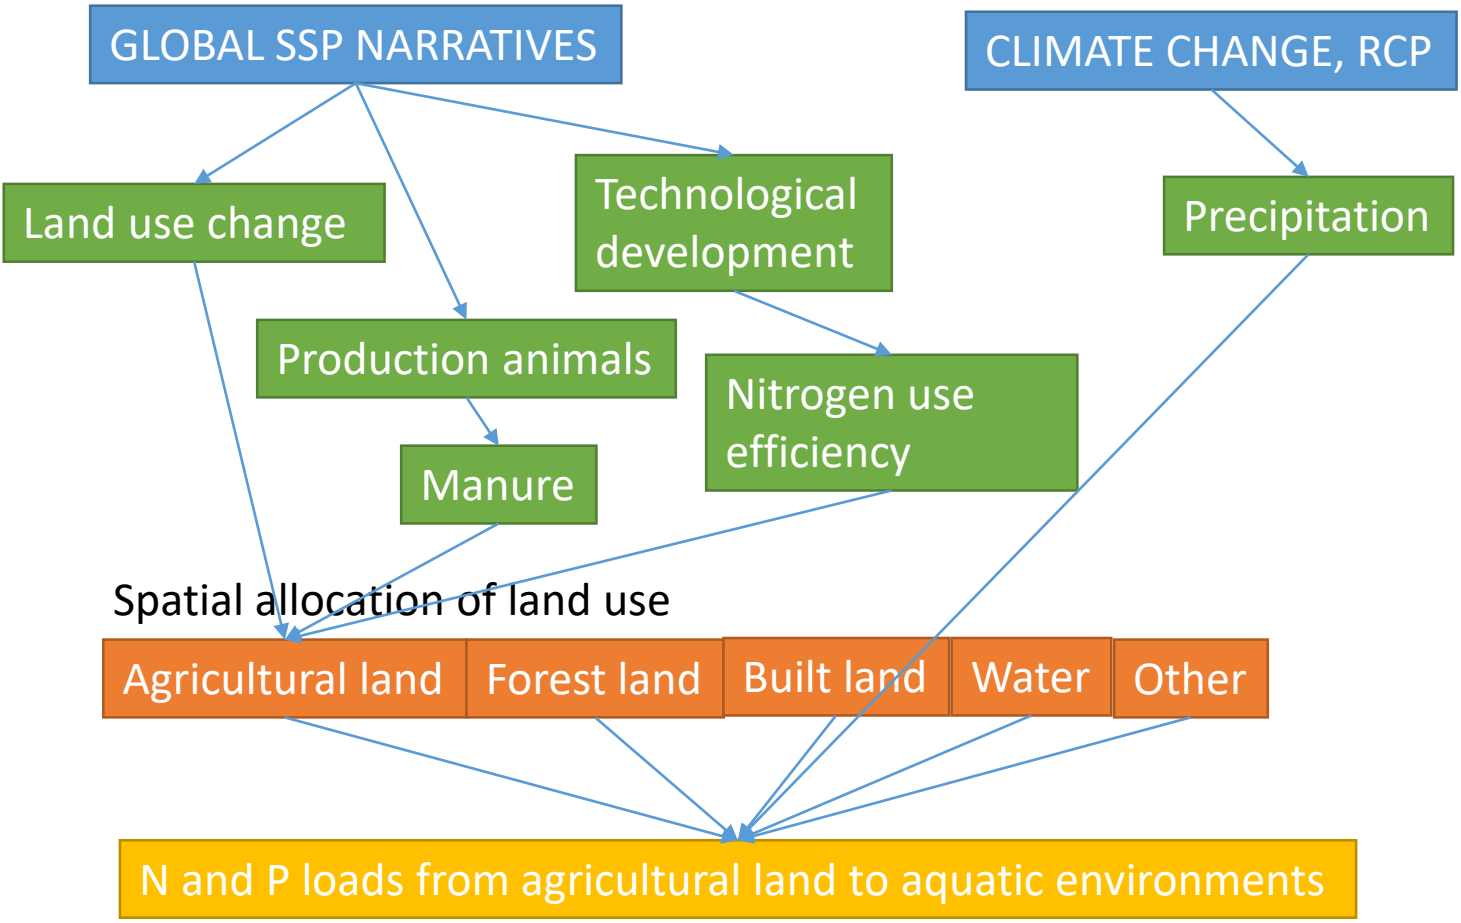 GLOBAL SSP NARRATIVES
CLIMATE CHANGE, RCP
Land use change
Technological
development
Precipitation
Production animals
Nitrogen use
efficiency
Manure
Spatial allocation of land use
Agricultural land
Forest land
Built land
Water
Other
N and P loads from agricultural land to aquatic environments